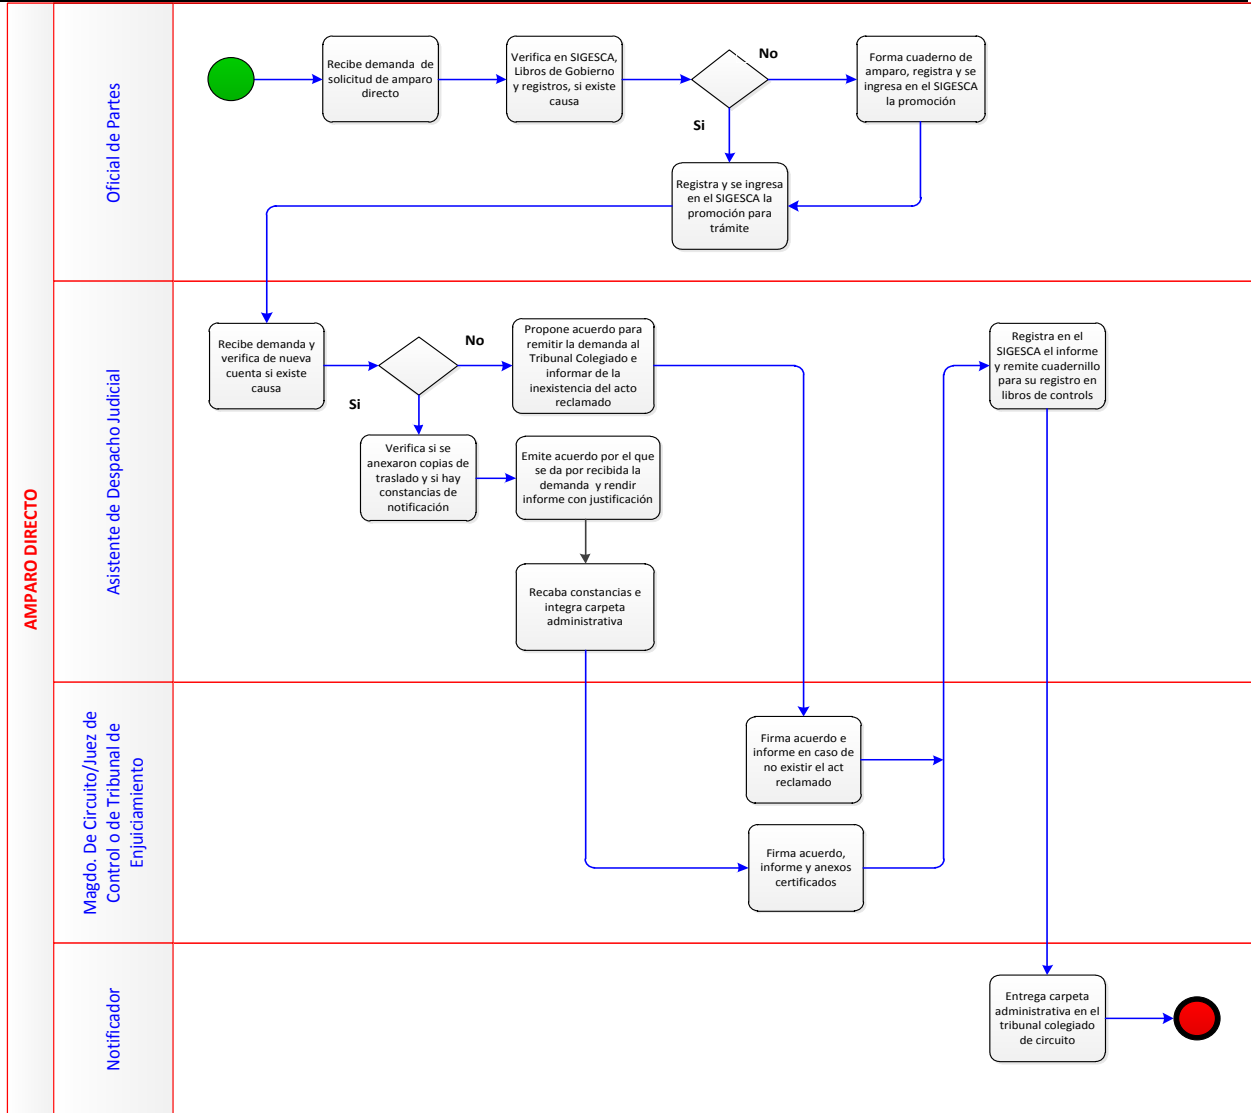 AMPARO DIRECTO
Oficial de Partes
Recibe demanda de
solicitud de amparo
directo
Verifica en SIGESCA,
Libros de Gobierno
y registros, si existe
causa
No
Si
Forma cuaderno de
amparo, registra y se
ingresa en el SIGESCA
la promoción
Registra y se ingresa
en el SIGESCA la
promoción para
trámite
Asistente de Despacho Judicial
Recibe demanda y
verifica de nueva
cuenta si existe
causa
No
Si
Propone acuerdo para
remitir la demanda al
Tribunal Colegiado e
informar de la
inexistencia del acto
reclamado
Verifica si se
anexaron copias de
traslado y si hay
constancias de
notificación
Emite acuerdo por el que
se da por recibida la
demanda y rendir
informe con justificación
Recaba constancias e
integra carpeta
administrativa
Registra en el
SIGESCA el informe
y remite cuadernillo
para su registro en
libros de controls
Magdo. De Circuito/Juez de
Control o de Tribunal de
Enjuiciamiento
Firma acuerdo e
informe en caso de
no existir el act
reclamado
Firma acuerdo,
informe y anexos
certificados
Notificador
Entrega carpeta
administrativa en el
tribunal colegiado
de circuito